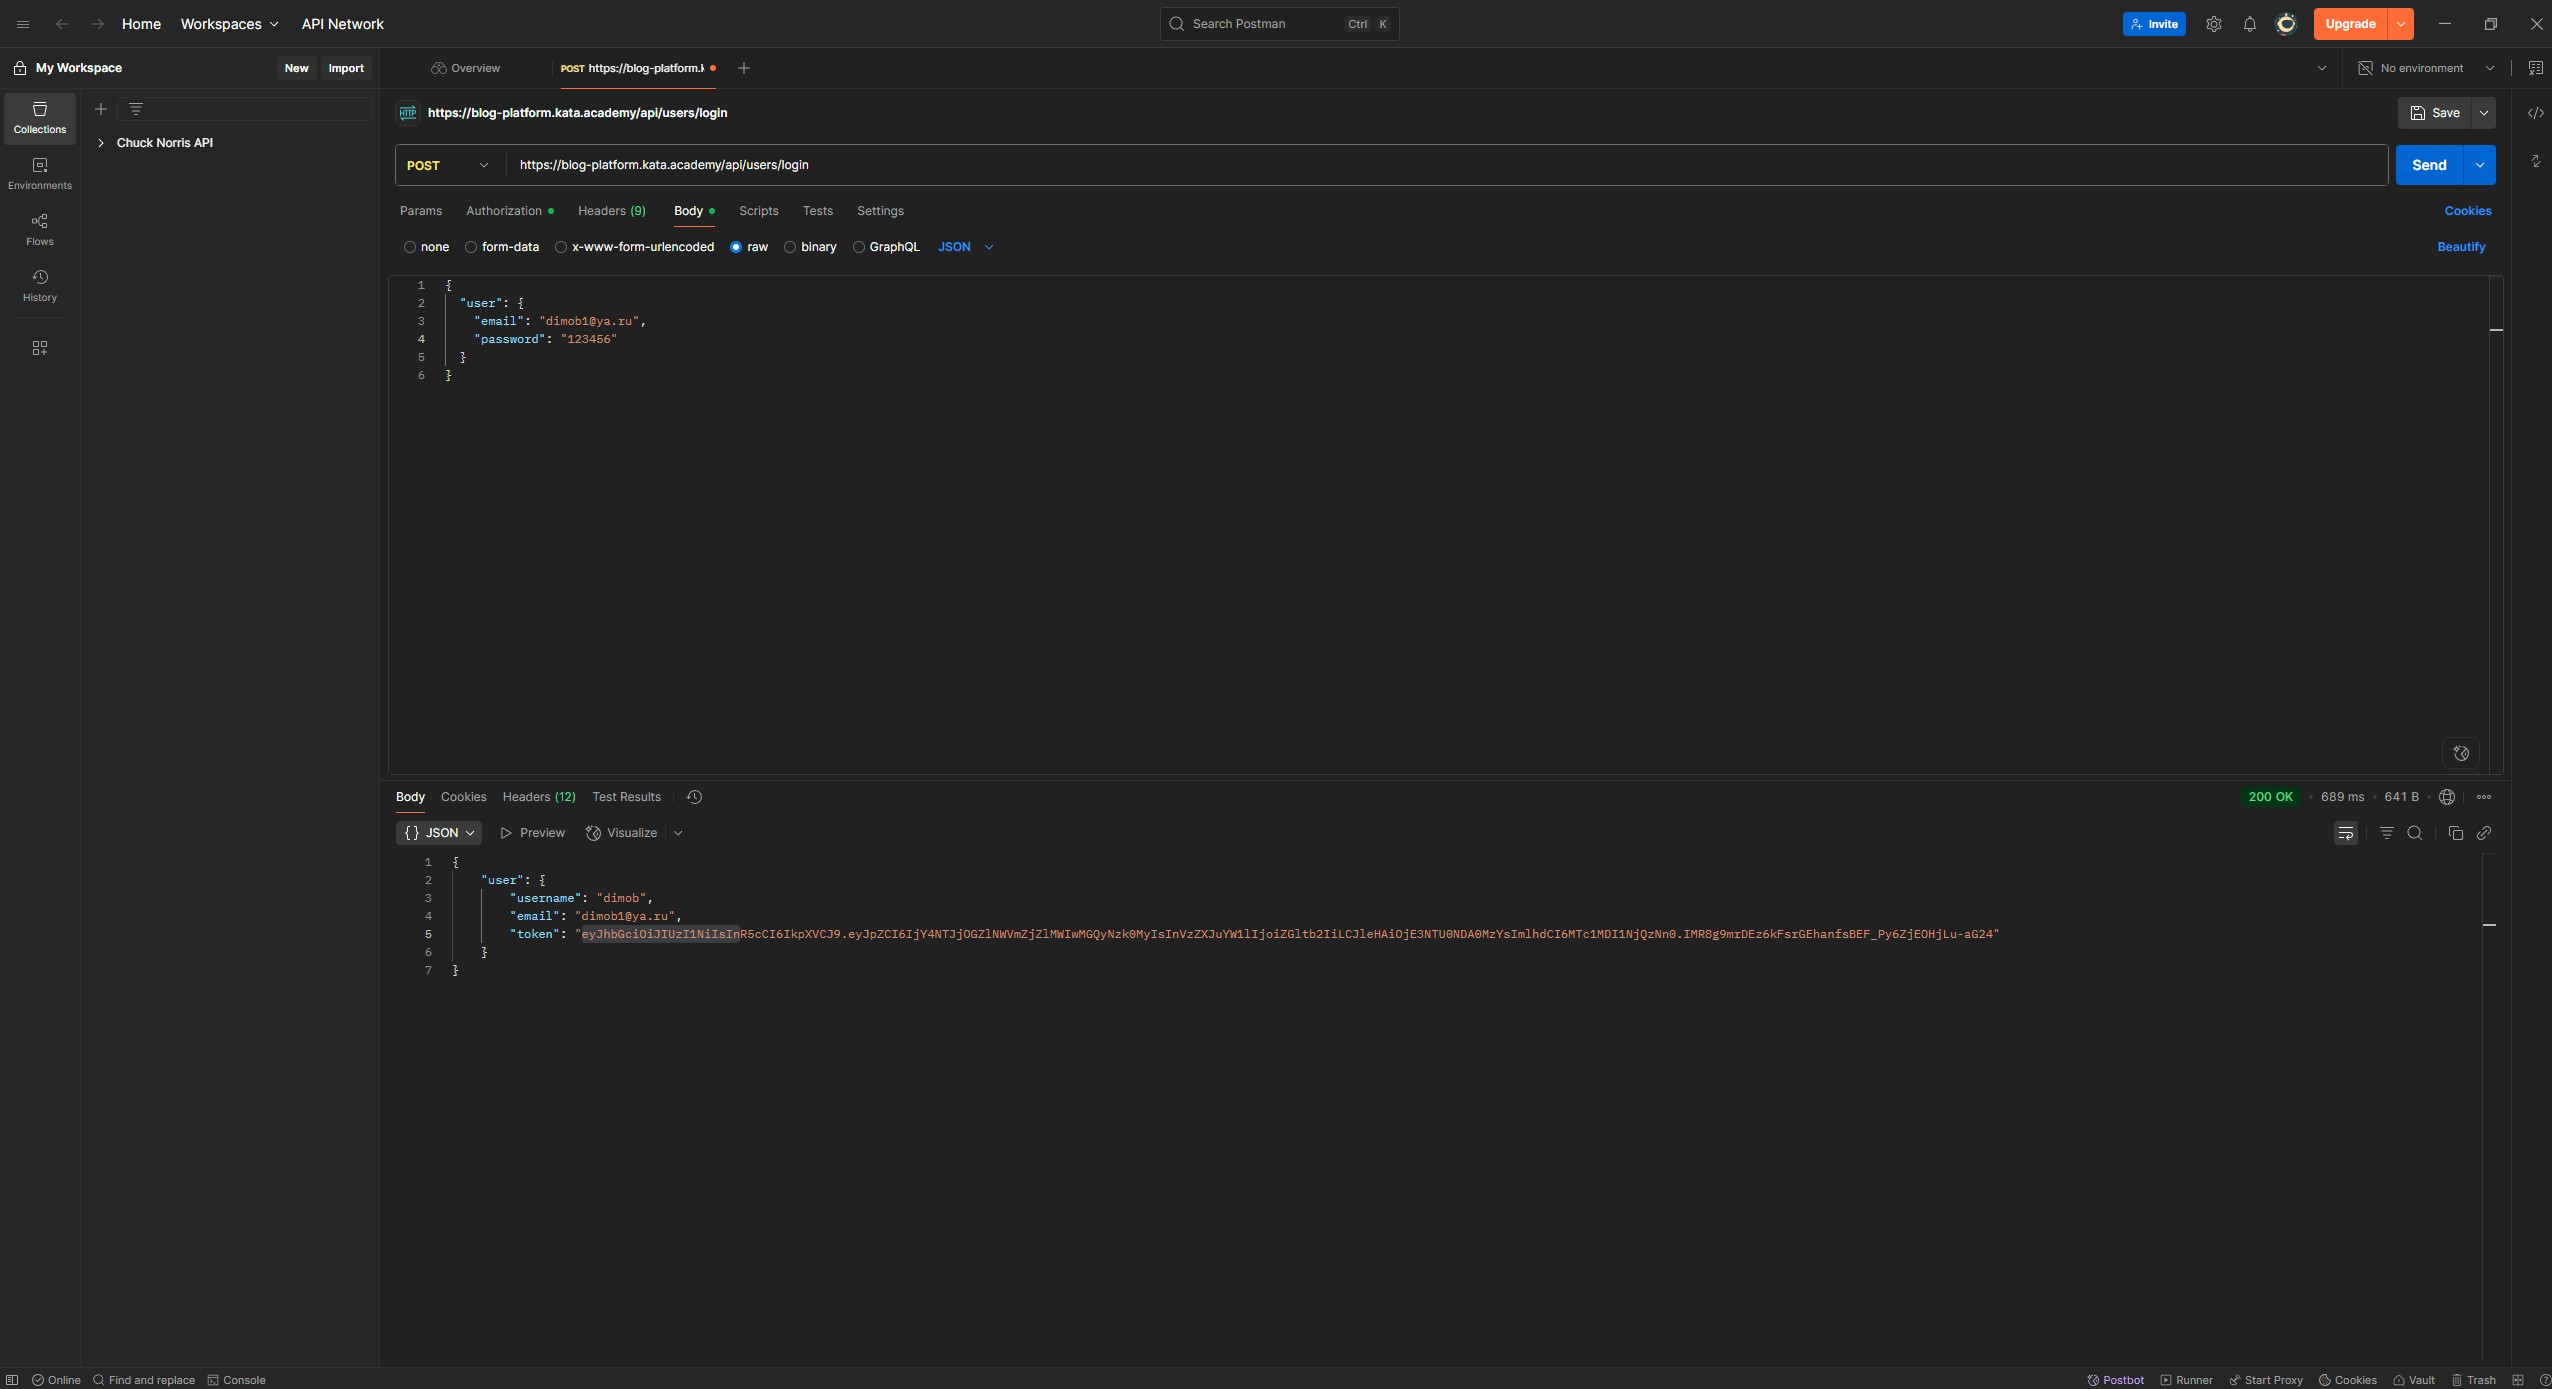 Home Workspaces API Network Search Postman Ctrl K Invite Upgrade
My Workspace New Import Overview POST https://blog-platform.k No environment
Collections
Environments
Flows
History
Chuck Norris API
HTTP https://blog-platform.kata.academy/api/users/login Save
POST https://blog-platform.kata.academy/api/users/login Send
Params Authorization Headers (9) Body Scripts Tests Settings Cookies
none form-data x-www-form-urlencoded raw binary GraphQL JSON Beautify
1 {
2 "user": {
3 "email": "dimob1@ya.ru",
4 "password": "123456"
5 }
6 }
Body Cookies Headers (12) Test Results 200 OK 689 ms 641 B
{} JSON Preview Visualize
1 {
2 "user": {
3 "username": "dimob",
4 "email": "dimob1@ya.ru",
5 "token": "eyJhbGciOiJIUzI1NiIsInR5cCI6IkpXVCJ9.eyJpZCI6IjY4NTJjOGZlNWVmZjZlMWIwMGQyNzk0MyIsInVzZXJuYW1lIjoiZGltb2IiLCJleHAiOjE3NTU0NDA0MzYsImlhdCI6MTc1MDI1NjQzNn0.IMR8g9mrDEz6kFsrGEhanfsBEF_Py6ZjEOHjLu-aG24"
6 }
7 }
Online Find and replace Console Postbot Runner Start Proxy Cookies Vault Trash